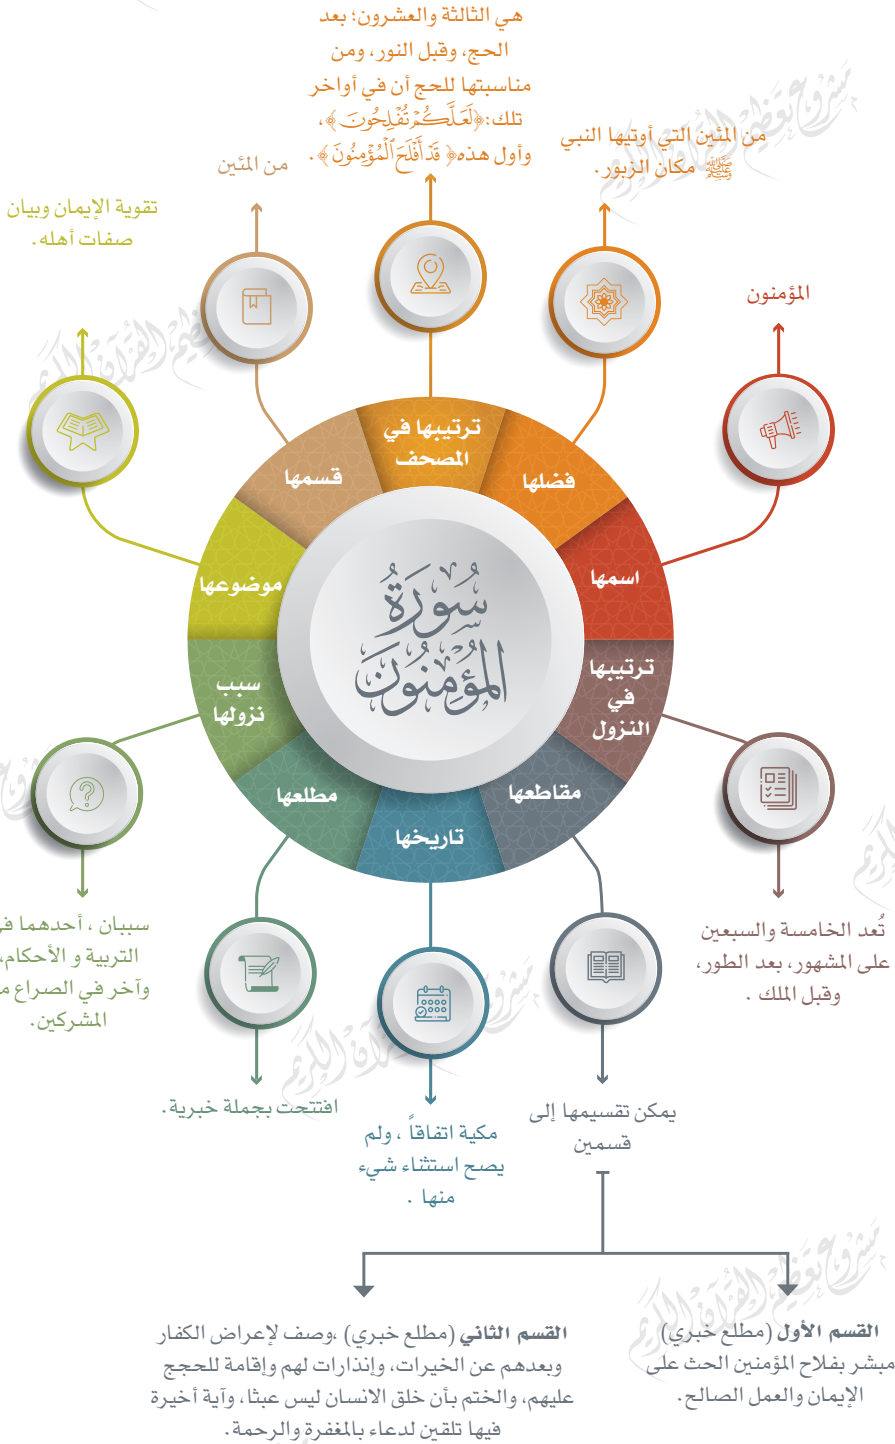 هي الثالثة والعشرون؛ بعد
الحج، وقبل النور، ومن
مناسبتها للحج أن في أواخر
تلك:﴿لَعَلَّكُمْ تُفْلِحُونَ﴾،
وأول هذه﴿قَدْ أَفْلَحَ ٱلْمُؤْمِنُونَ﴾.
من المئين التي أوتيها النبي
ﷺ مكان الزبور.
من المئين
تقوية الإيمان وبيان
صفات أهله.
المؤمنون
ترتيبها في
المصحف
فضلها
قسمها
اسمها
موضوعها
سُورَةُ
المُؤْمِنُونَ
ترتيبها
في
النزول
سبب
نزولها
مقاطعها
مطلعها
تاريخها
تُعد الخامسة والسبعين
على المشهور، بعد الطور،
وقبل الملك .
سببان ، أحدهما
التربية و الأحكام،
وآخر في الصراع
المشركين.
افتتحت بجملة خبرية.
مكية اتفاقاً ، ولم
يصح استثناء شيء
منها .
يمكن تقسيمها إلى
قسمين
القسم الأول (مطلع خبري)
مبشر بفلاح المؤمنين الحث على
الإيمان والعمل الصالح.
القسم الثاني (مطلع خبري) ،وصف لإعراض الكفار
وبعدهم عن الخيرات، وإنذارات لهم وإقامة للحجج
عليهم، والختم بأن خلق الانسان ليس عبثا، وآية أخيرة
فيها تلقين لدعاء بالمغفرة والرحمة.
مشروع تعظيم القرآن الكريم